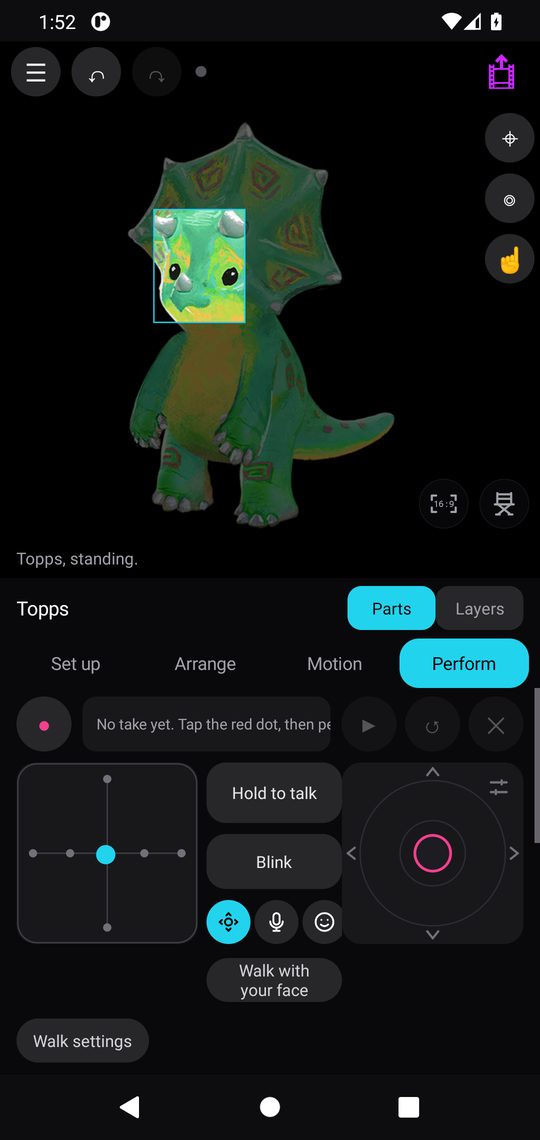 1:52
16:9
Topps, standing.
Topps
Parts
Layers
Set up
Arrange
Motion
Perform
No take yet. Tap the red dot, then pe
Hold to talk
Blink
Walk with
your face
Walk settings